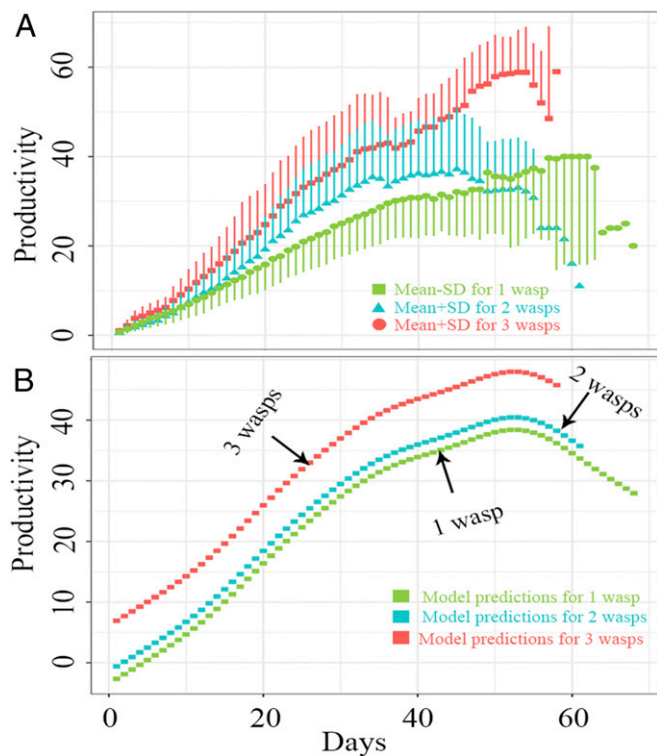 A
60
40
20
0
Productivity
Mean-SD for 1 wasp
Mean+SD for 2 wasps
Mean+SD for 3 wasps
B
40
30
20
10
0
Productivity
3 wasps
2 wasps
1 wasp
Model predictions for 1 wasp
Model predictions for 2 wasps
Model predictions for 3 wasps
0 20 40 60
Days